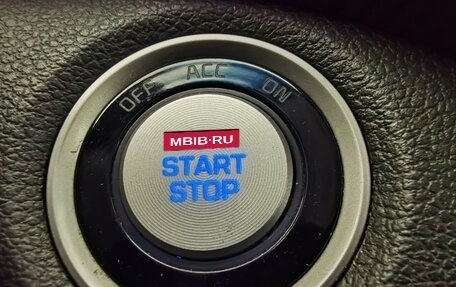 OFF ACC ON
MBIB·RU
START
STOP